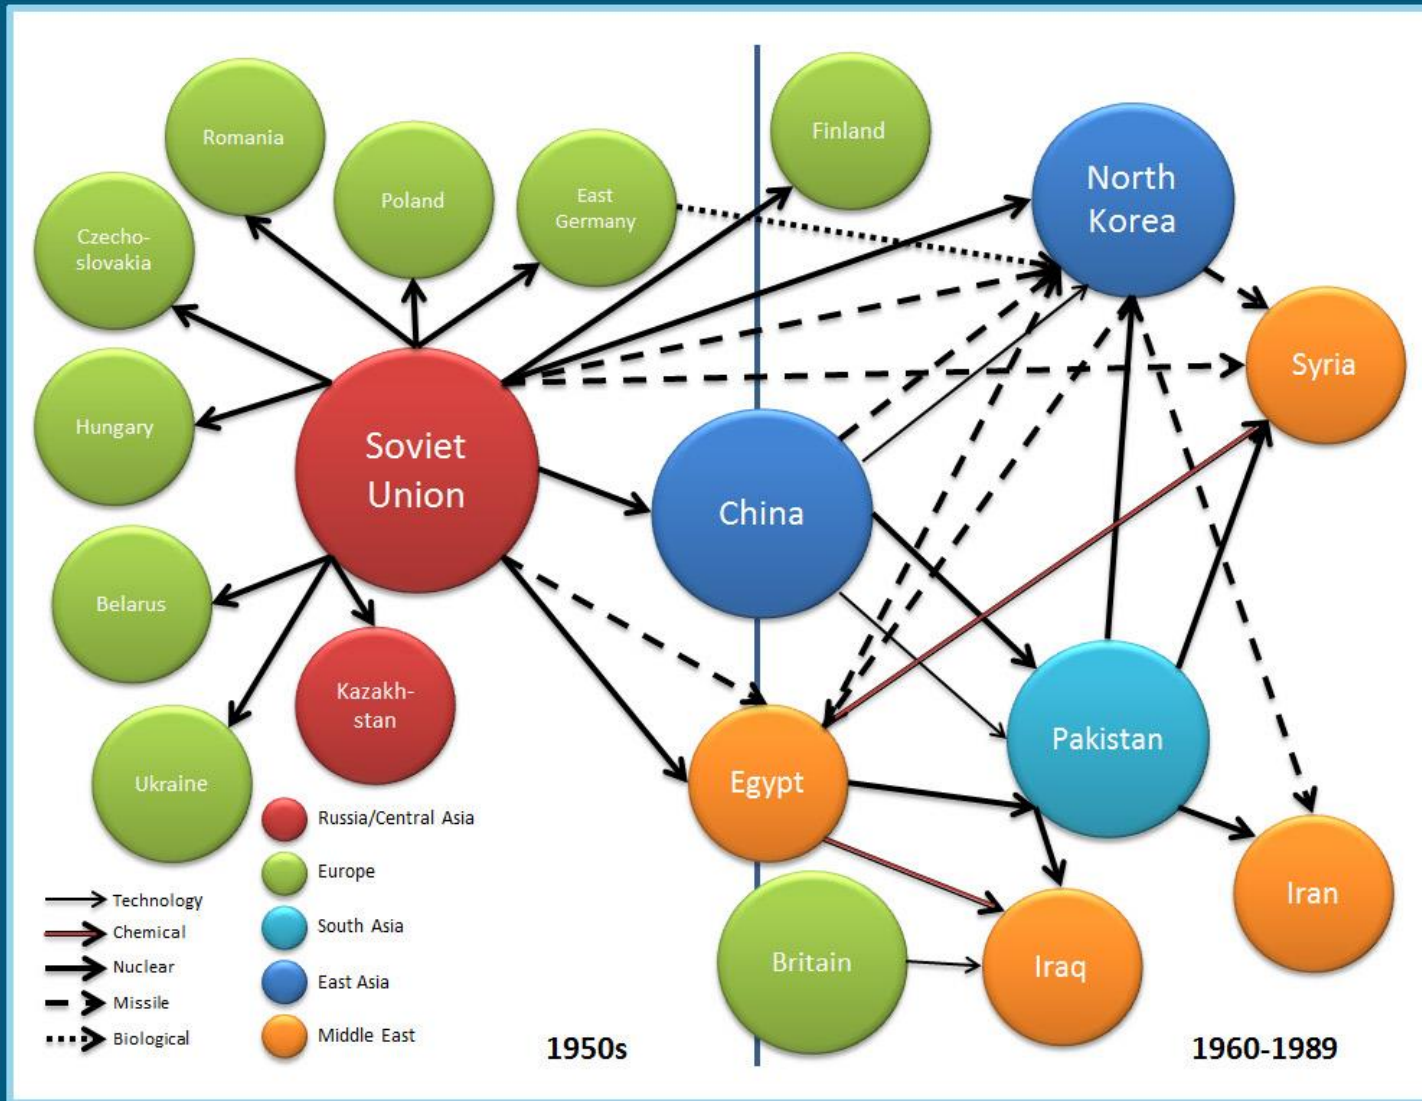 Romania
Finland
Poland
East
Germany
North
Korea
Czecho-
slovakia
Syria
Hungary
Soviet
Union
China
Belarus
Kazakh-
stan
Pakistan
Ukraine
Egypt
Russia/Central Asia
Europe
South Asia
East Asia
Middle East
Technology
Chemical
Nuclear
Missile
Biological
Britain
Iraq
Iran
1950s
1960-1989